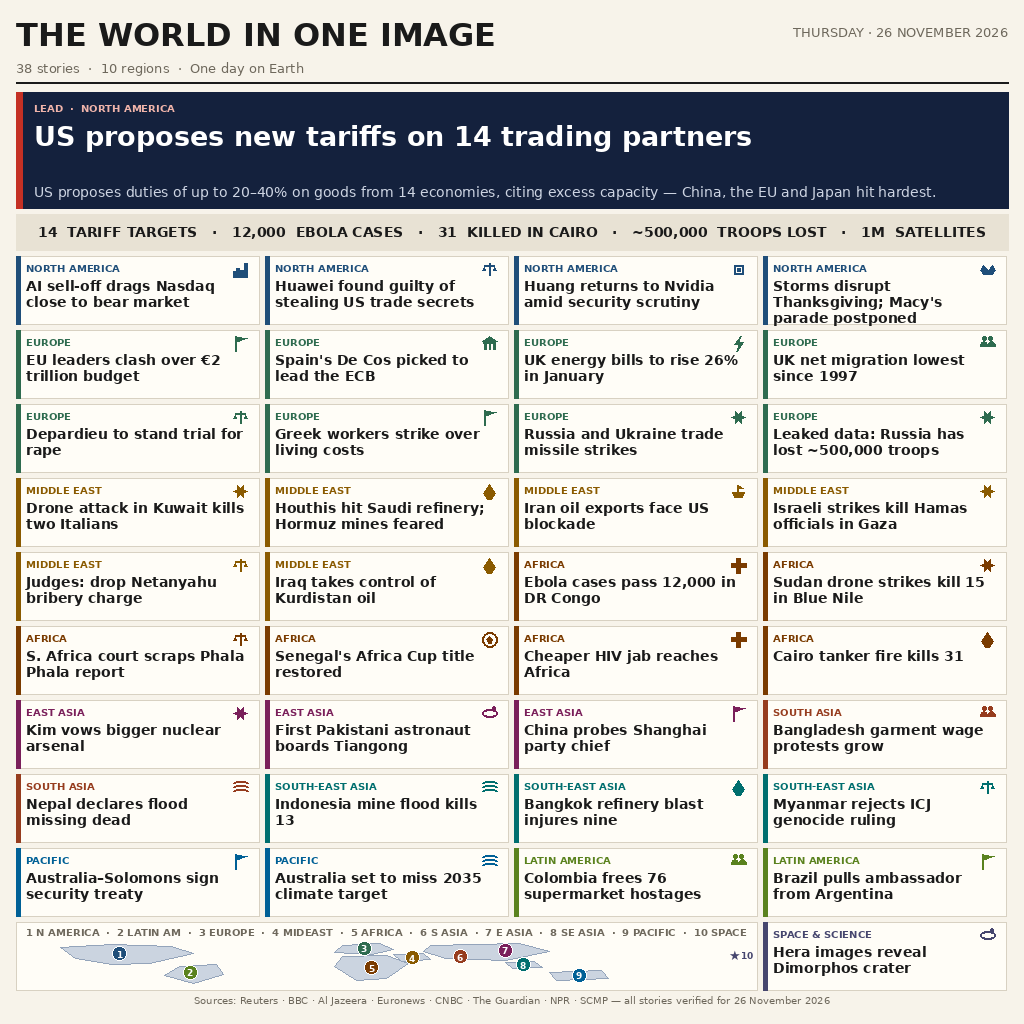 THE WORLD IN ONE IMAGE
THURSDAY · 26 NOVEMBER 2026
38 stories · 10 regions · One day on Earth
LEAD · NORTH AMERICA
US proposes new tariffs on 14 trading partners
US proposes duties of up to 20–40% on goods from 14 economies, citing excess capacity — China, the EU and Japan hit hardest.
14 TARIFF TARGETS · 12,000 EBOLA CASES · 31 KILLED IN CAIRO · ~500,000 TROOPS LOST · 1M SATELLITES
NORTH AMERICA
AI sell-off drags Nasdaq
close to bear market
NORTH AMERICA
Huawei found guilty of
stealing US trade secrets
NORTH AMERICA
Huang returns to Nvidia
amid security scrutiny
NORTH AMERICA
Storms disrupt
Thanksgiving; Macy's
parade postponed
EUROPE
EU leaders clash over €2
trillion budget
EUROPE
Spain's De Cos picked to
lead the ECB
EUROPE
UK energy bills to rise 26%
in January
EUROPE
UK net migration lowest
since 1997
EUROPE
Depardieu to stand trial for
rape
EUROPE
Greek workers strike over
living costs
EUROPE
Russia and Ukraine trade
missile strikes
EUROPE
Leaked data: Russia has
lost ~500,000 troops
MIDDLE EAST
Drone attack in Kuwait kills
two Italians
MIDDLE EAST
Houthis hit Saudi refinery;
Hormuz mines feared
MIDDLE EAST
Iran oil exports face US
blockade
MIDDLE EAST
Israeli strikes kill Hamas
officials in Gaza
MIDDLE EAST
Judges: drop Netanyahu
bribery charge
MIDDLE EAST
Iraq takes control of
Kurdistan oil
AFRICA
Ebola cases pass 12,000 in
DR Congo
AFRICA
Sudan drone strikes kill 15
in Blue Nile
AFRICA
S. Africa court scraps Phala
Phala report
AFRICA
Senegal's Africa Cup title
restored
AFRICA
Cheaper HIV jab reaches
Africa
AFRICA
Cairo tanker fire kills 31
EAST ASIA
Kim vows bigger nuclear
arsenal
EAST ASIA
First Pakistani astronaut
boards Tiangong
EAST ASIA
China probes Shanghai
party chief
SOUTH ASIA
Bangladesh garment wage
protests grow
SOUTH ASIA
Nepal declares flood
missing dead
SOUTH-EAST ASIA
Indonesia mine flood kills
13
SOUTH-EAST ASIA
Bangkok refinery blast
injures nine
SOUTH-EAST ASIA
Myanmar rejects ICJ
genocide ruling
PACIFIC
Australia–Solomons sign
security treaty
PACIFIC
Australia set to miss 2035
climate target
LATIN AMERICA
Colombia frees 76
supermarket hostages
LATIN AMERICA
Brazil pulls ambassador
from Argentina
1 N AMERICA · 2 LATIN AM · 3 EUROPE · 4 MIDEAST · 5 AFRICA · 6 S ASIA · 7 E ASIA · 8 SE ASIA · 9 PACIFIC · 10 SPACE
1
2
3
4
5
6
7
8
9
★10
SPACE & SCIENCE
Hera images reveal
Dimorphos crater
Sources: Reuters · BBC · Al Jazeera · Euronews · CNBC · The Guardian · NPR · SCMP — all stories verified for 26 November 2026